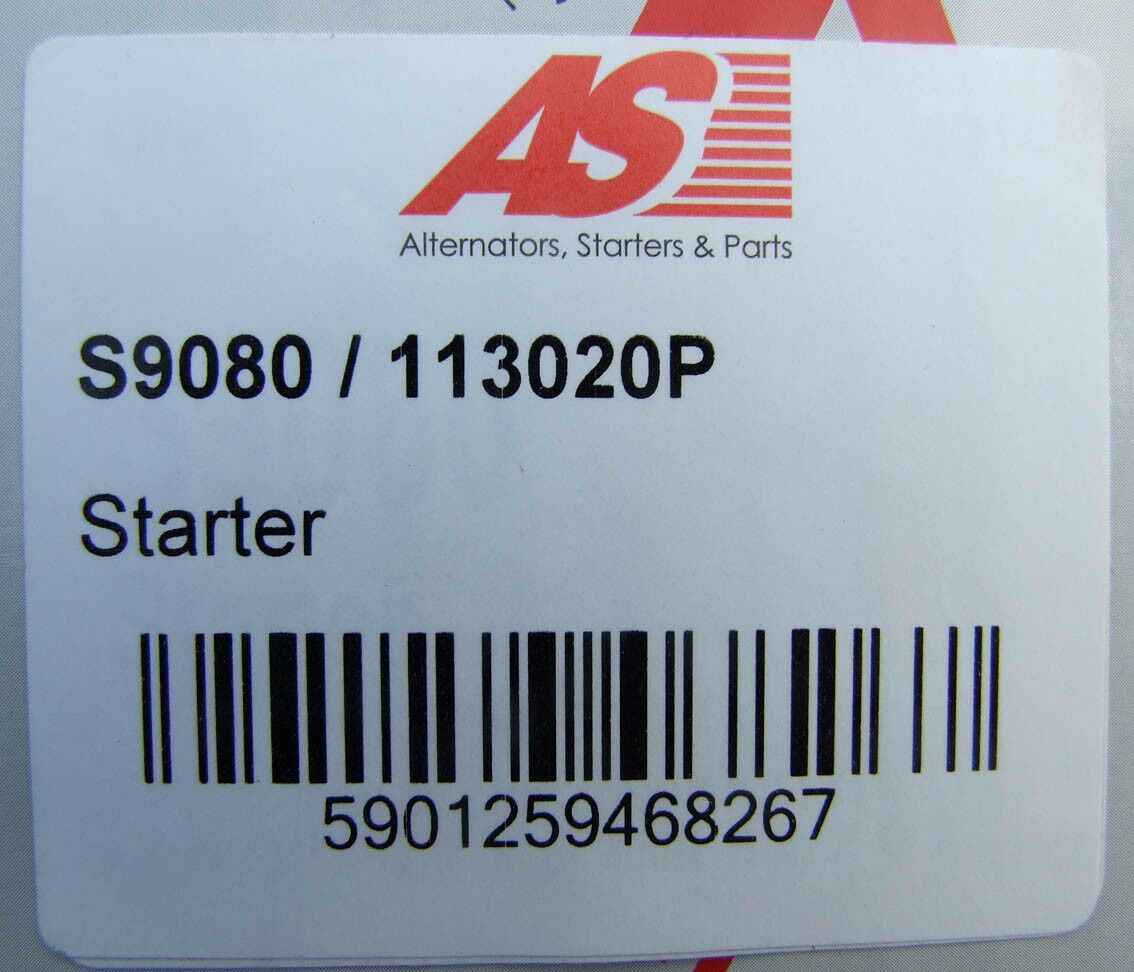 AS
Alternators, Starters & Parts
S9080 / 113020P
Starter
5901259468267